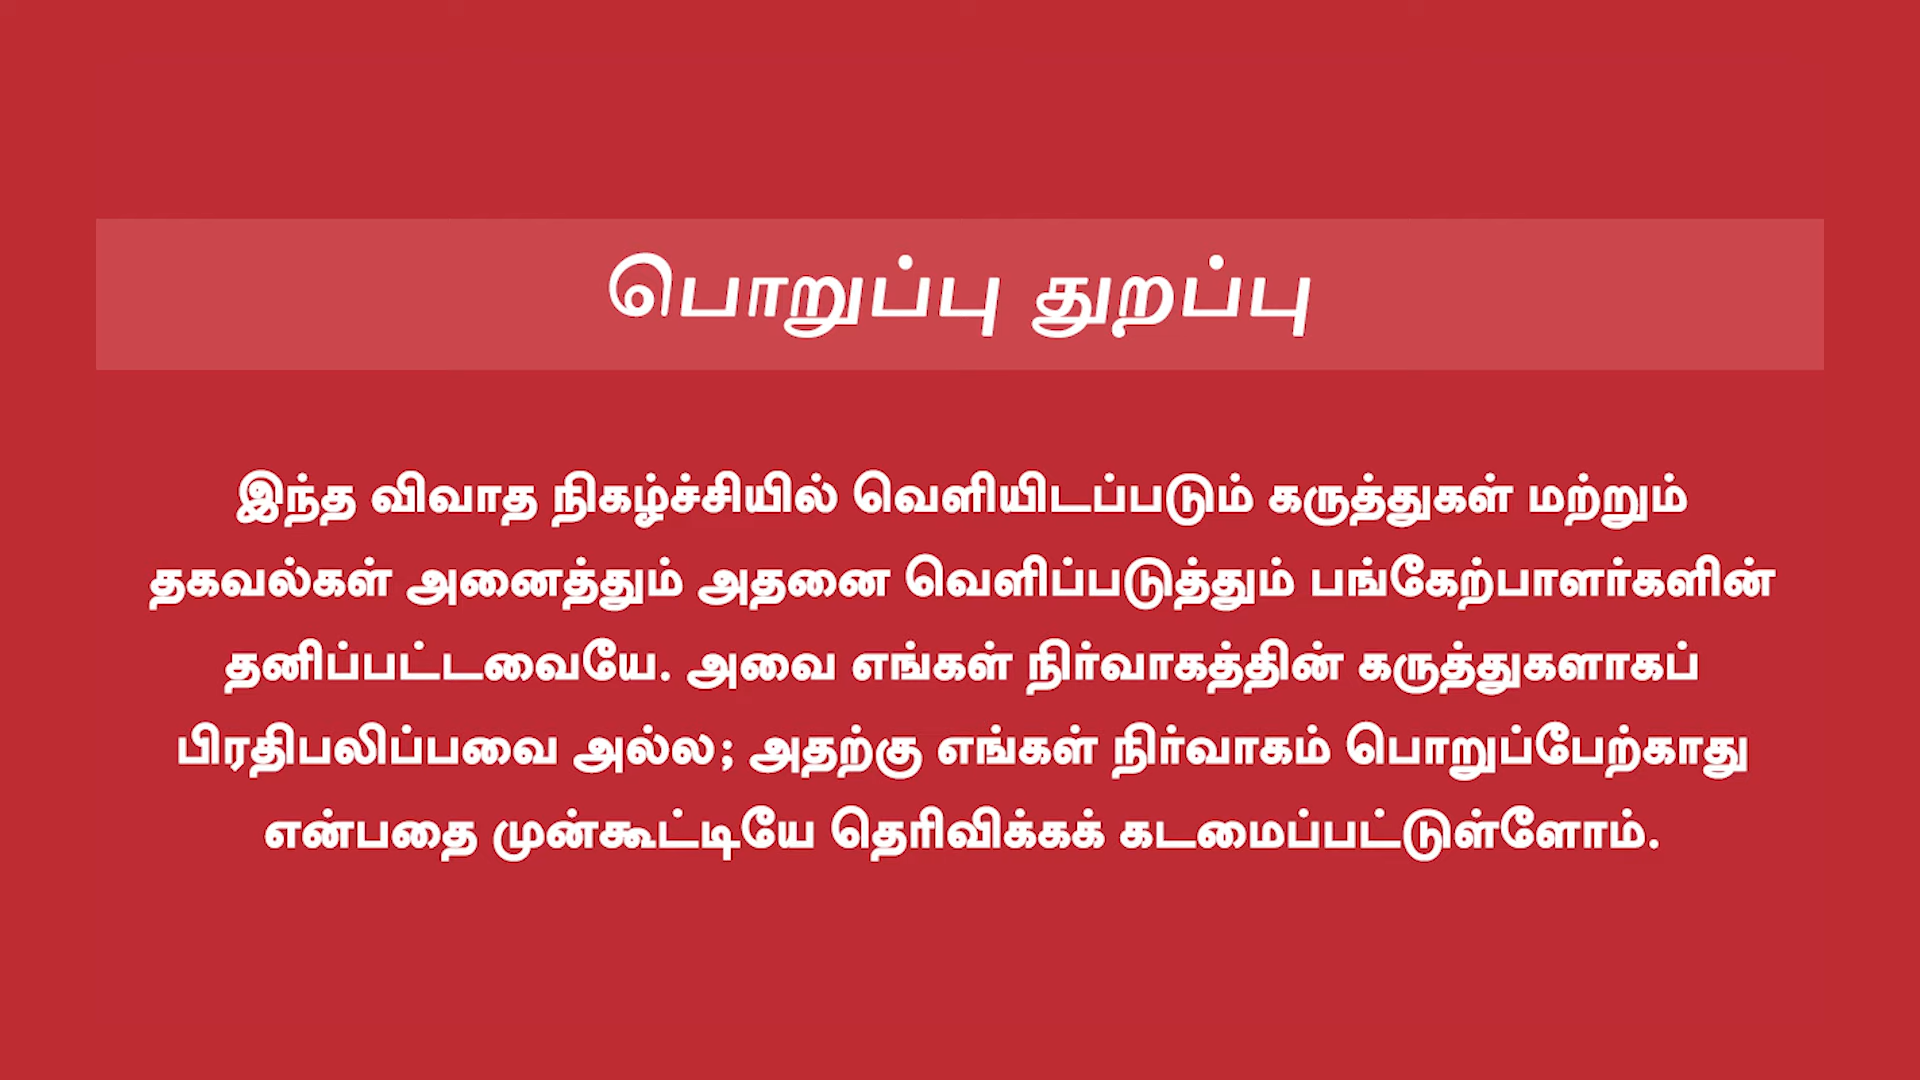 பொறுப்பு துறப்பு
இந்த விவாத நிகழ்ச்சியில் வெளியிடப்படும் கருத்துகள் மற்றும்
தகவல்கள் அனைத்தும் அதனை வெளிப்படுத்தும் பங்கேற்பாளர்களின்
தனிப்பட்டவையே. அவை எங்கள் நிர்வாகத்தின் கருத்துகளாகப்
பிரதிபலிப்பவை அல்ல; அதற்கு எங்கள் நிர்வாகம் பொறுப்பேற்காது
என்பதை முன்கூட்டியே தெரிவிக்கக் கடமைப்பட்டுள்ளோம்.